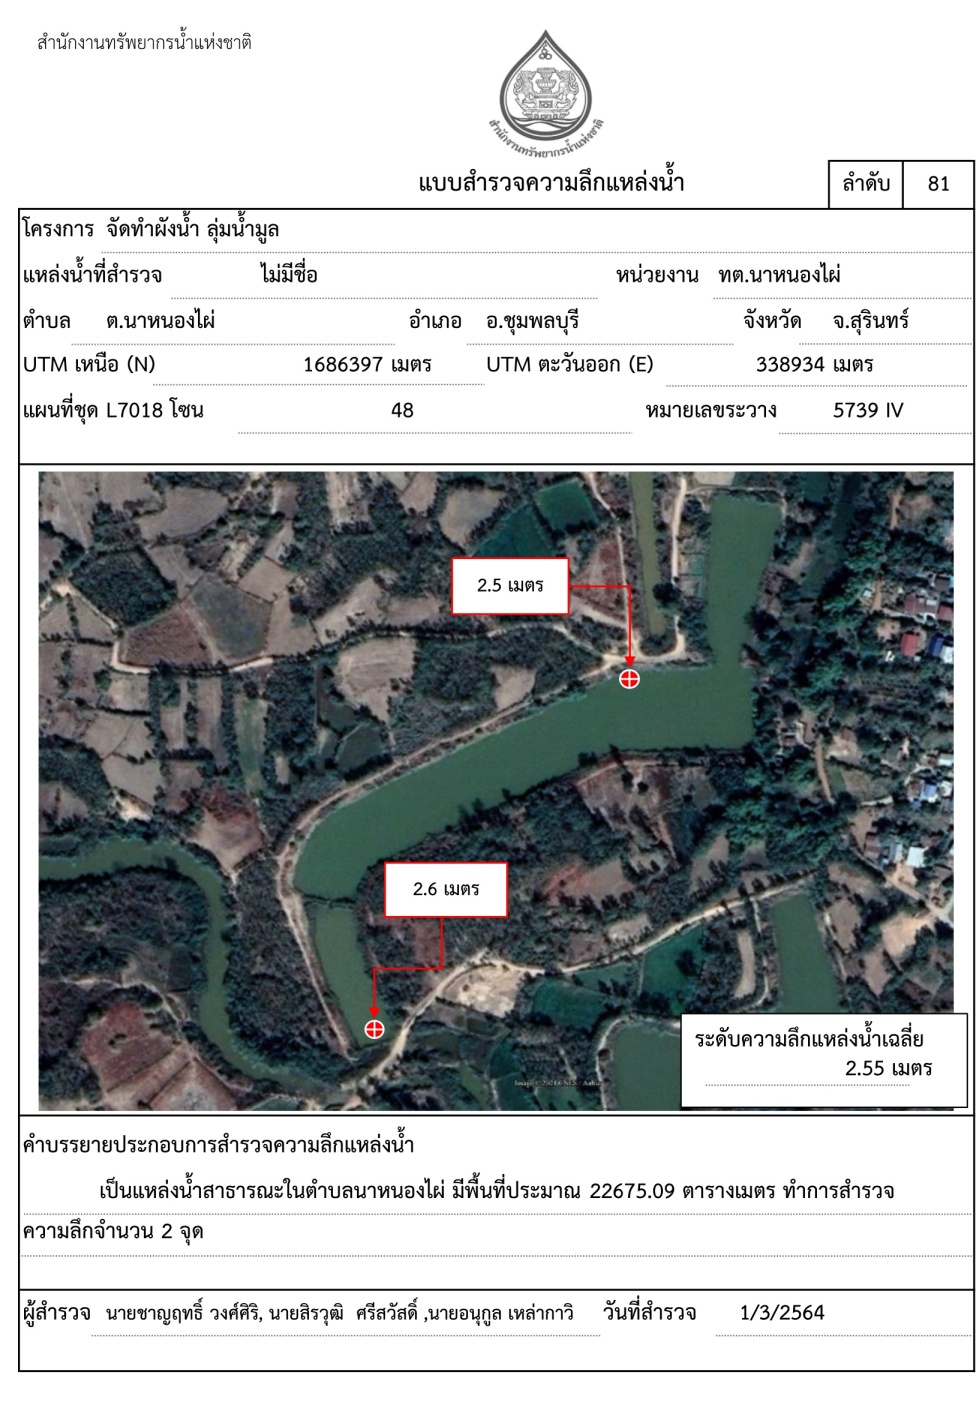 สำนักงานทรัพยากรน้ำแห่งชาติ
สำนักงานทรัพยากรน้ำแห่งชาติ
แบบสำรวจความลึกแหล่งน้ำ
ลำดับ 81
โครงการ จัดทำผังน้ำ ลุ่มน้ำมูล
แหล่งน้ำที่สำรวจ ไม่มีชื่อ หน่วยงาน ทต.นาหนองไผ่
ตำบล ต.นาหนองไผ่ อำเภอ อ.ชุมพลบุรี จังหวัด จ.สุรินทร์
UTM เหนือ (N) 1686397 เมตร UTM ตะวันออก (E) 338934 เมตร
แผนที่ชุด L7018 โซน 48 หมายเลขระวาง 5739 IV
2.5 เมตร
2.6 เมตร
ระดับความลึกแหล่งน้ำเฉลี่ย
2.55 เมตร
คำบรรยายประกอบการสำรวจความลึกแหล่งน้ำ
เป็นแหล่งน้ำสาธารณะในตำบลนาหนองไผ่ มีพื้นที่ประมาณ 22675.09 ตารางเมตร ทำการสำรวจ
ความลึกจำนวน 2 จุด
ผู้สำรวจ นายชาญฤทธิ์ วงศ์ศิริ, นายสิรวุฒิ ศรีสวัสดิ์ ,นายอนุกูล เหล่ากาวิ วันที่สำรวจ 1/3/2564